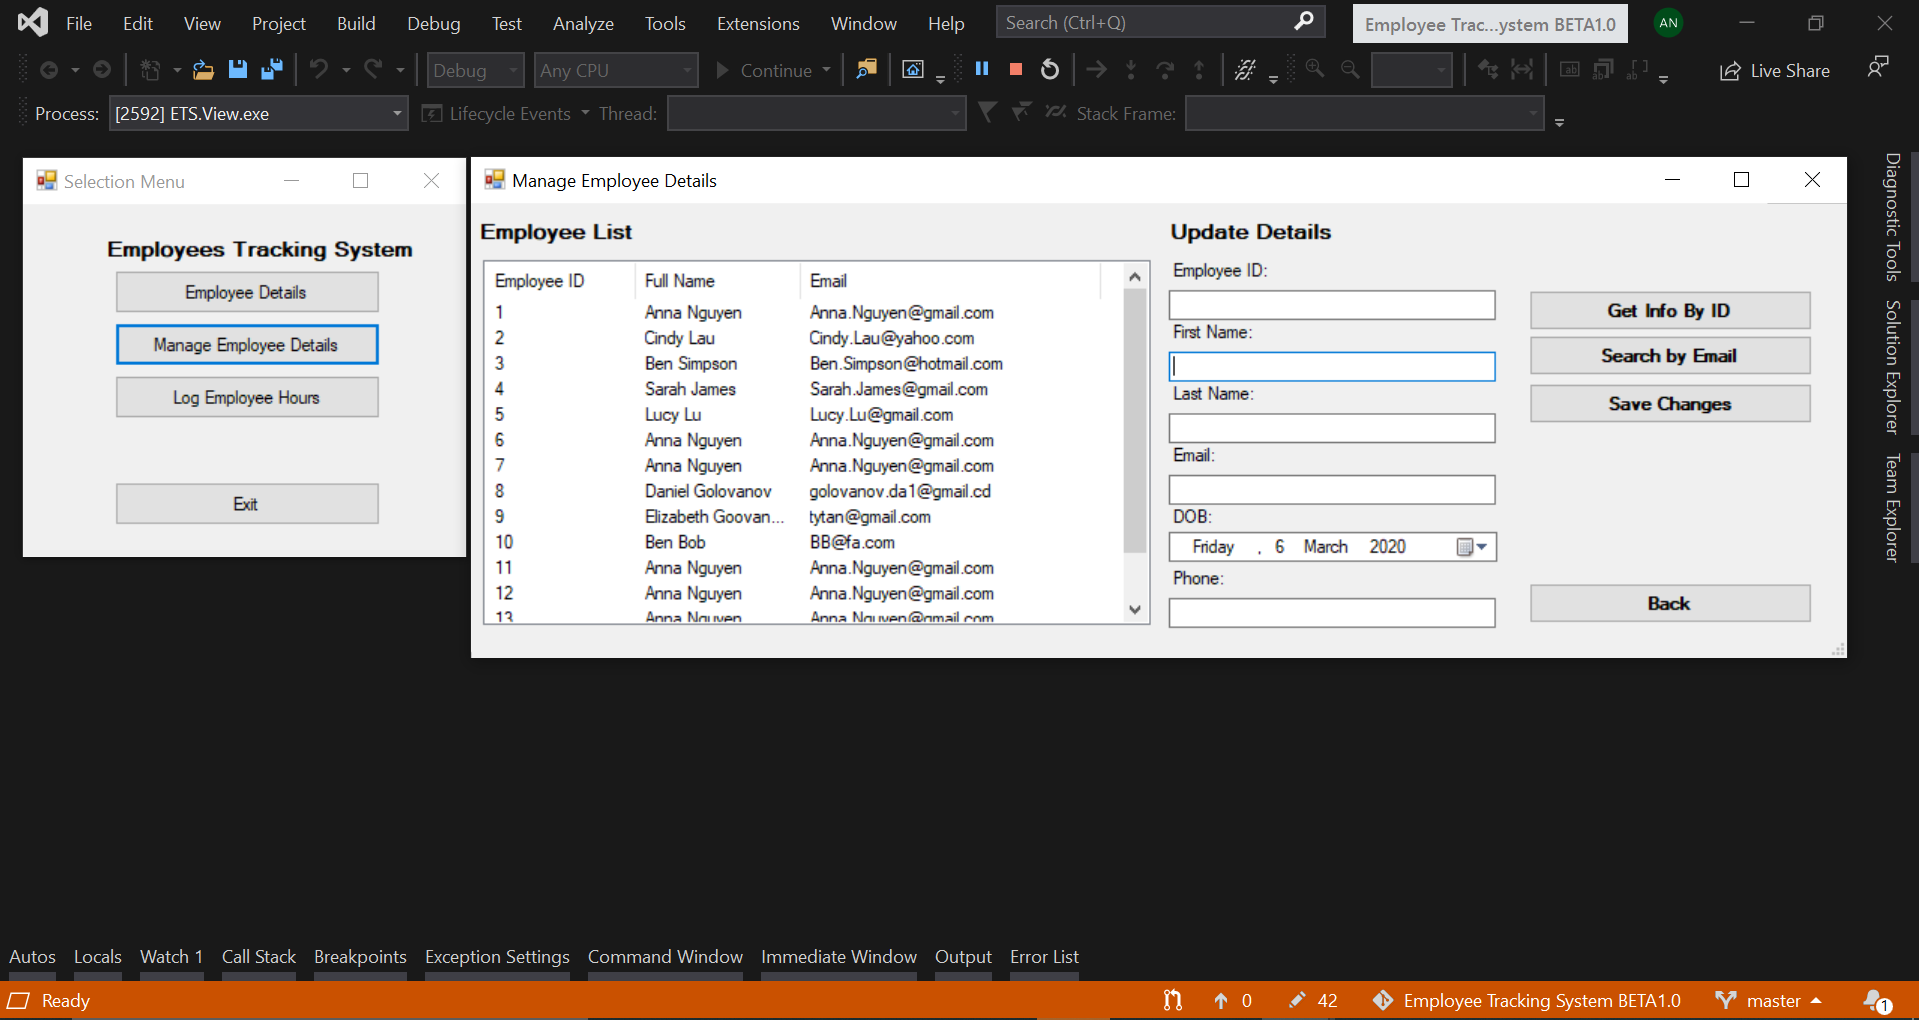 File Edit View Project Build Debug Test Analyze Tools Extensions Window Help Search (Ctrl+Q) Employee Trac...ystem BETA1.0 AN
Debug Any CPU Continue Live Share
Process: [2592] ETS.View.exe Lifecycle Events Thread: Stack Frame:
Selection Menu
Employees Tracking System
Employee Details
Manage Employee Details
Log Employee Hours
Exit
Manage Employee Details
Employee List
Employee ID Full Name Email
1 Anna Nguyen Anna.Nguyen@gmail.com
2 Cindy Lau Cindy.Lau@yahoo.com
3 Ben Simpson Ben.Simpson@hotmail.com
4 Sarah James Sarah.James@gmail.com
5 Lucy Lu Lucy.Lu@gmail.com
6 Anna Nguyen Anna.Nguyen@gmail.com
7 Anna Nguyen Anna.Nguyen@gmail.com
8 Daniel Golovanov golovanov.da1@gmail.cd
9 Elizabeth Goovan... tytan@gmail.com
10 Ben Bob BB@fa.com
11 Anna Nguyen Anna.Nguyen@gmail.com
12 Anna Nguyen Anna.Nguyen@gmail.com
13 Anna Nguyen Anna.Nguyen@gmail.com
Update Details
Employee ID:
First Name:
Last Name:
Email:
DOB:
Friday , 6 March 2020
Phone:
Get Info By ID
Search by Email
Save Changes
Back
Diagnostic Tools
Solution Explorer
Team Explorer
Autos Locals Watch 1 Call Stack Breakpoints Exception Settings Command Window Immediate Window Output Error List
Ready 0 42 Employee Tracking System BETA1.0 master 1